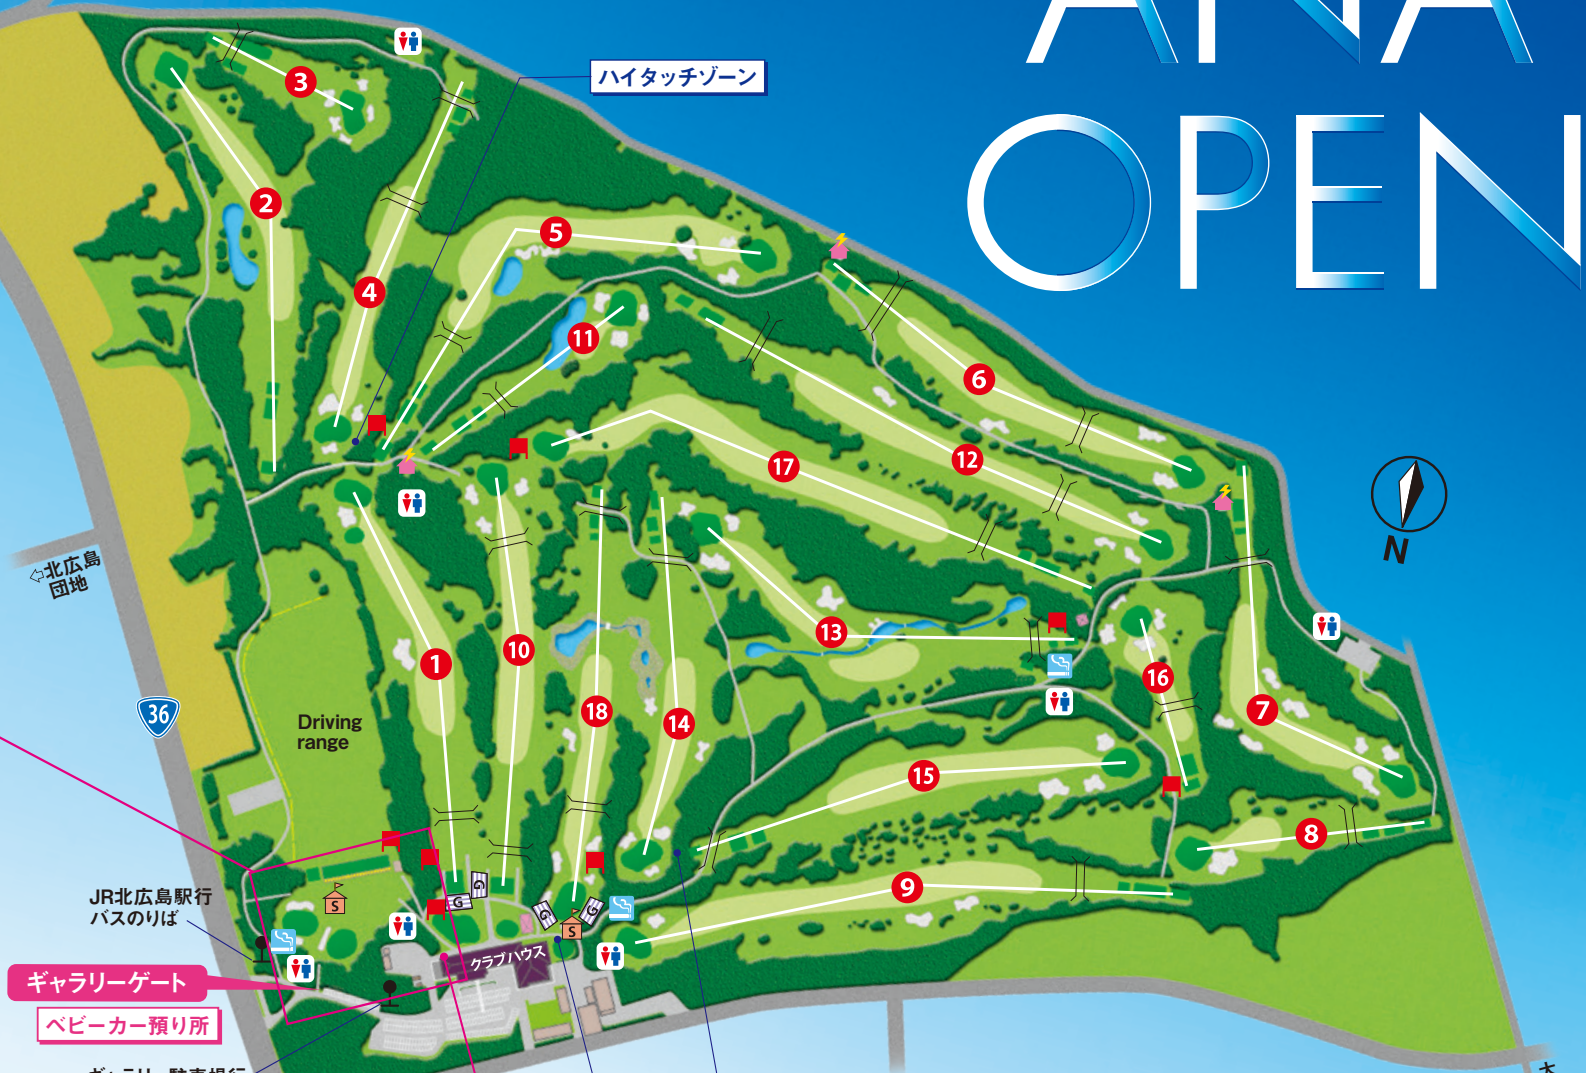 ANA
OPEN
ハイタッチゾーン
3
2
5
4
11
6
12
17
N
⇦北広島
団地
13
10
1
16
18
7
14
36
Driving
range
15
8
9
JR北広島駅行
バスのりば
S
G
G
G
G
S
クラブハウス
ギャラリーゲート
ベビーカー預り所